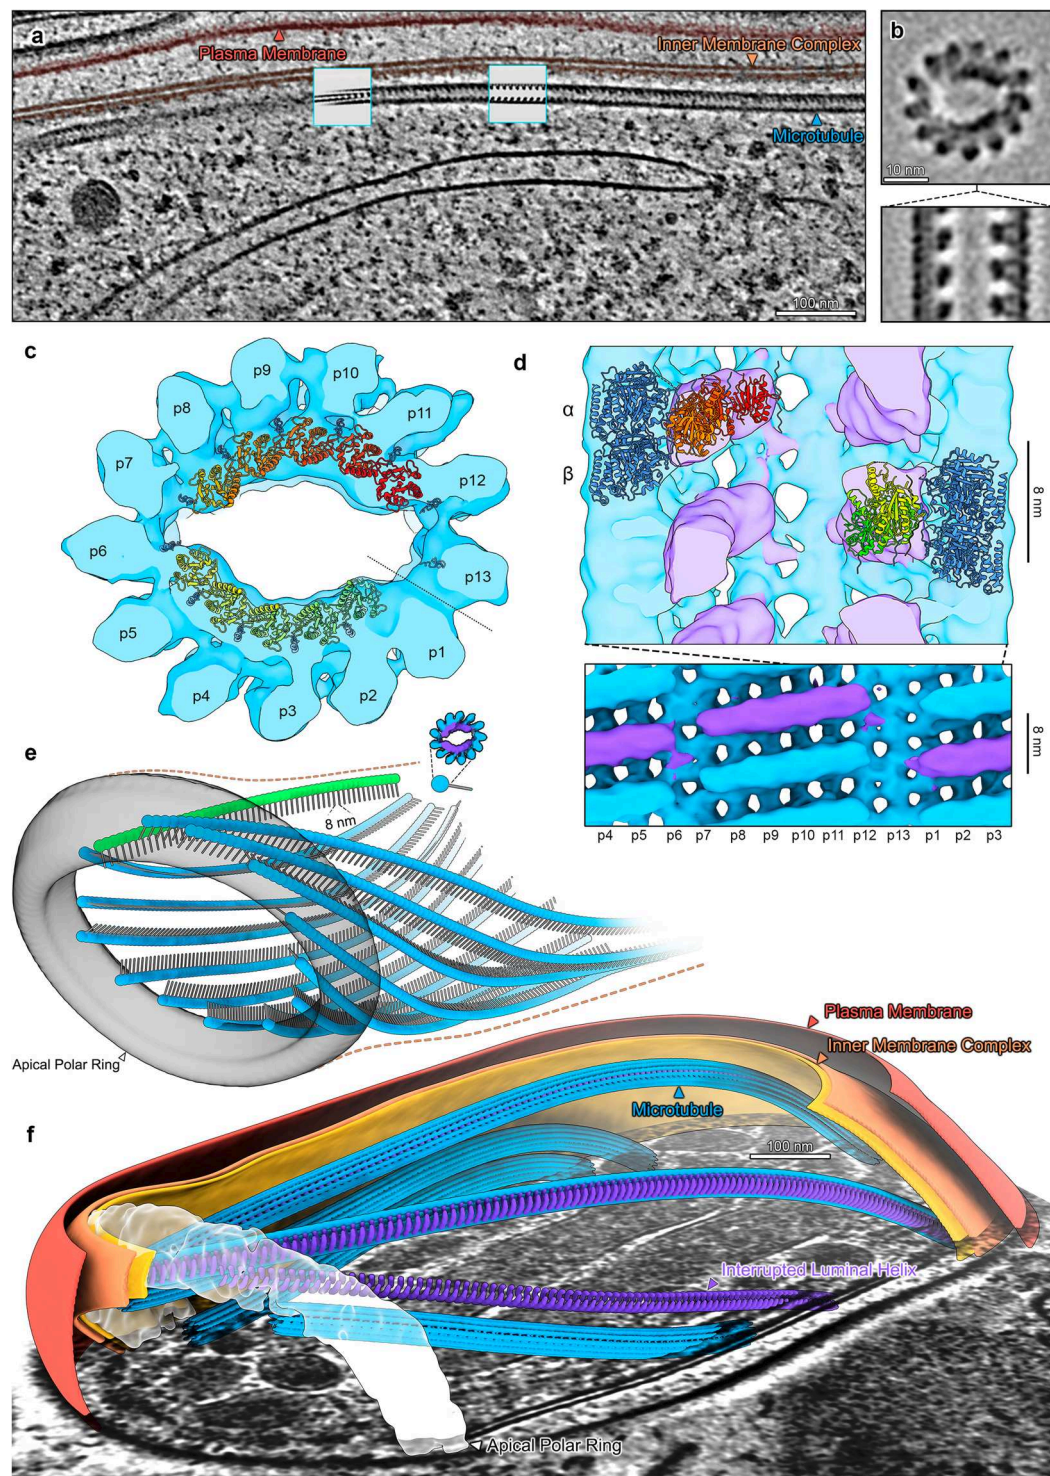 a
Plasma Membrane
Inner Membrane Complex
Microtubule
100 nm
b
10 nm
c
p9
p10
p8
p11
p7
p12
p6
p13
p5
p1
p4
p3
p2
d
α
β
8 nm
8 nm
p4 p5 p6 p7 p8 p9 p10 p11 p12 p13 p1 p2 p3
e
8 nm
Apical Polar Ring
Plasma Membrane
Inner Membrane Complex
Microtubule
f
100 nm
Interrupted Luminal Helix
Apical Polar Ring